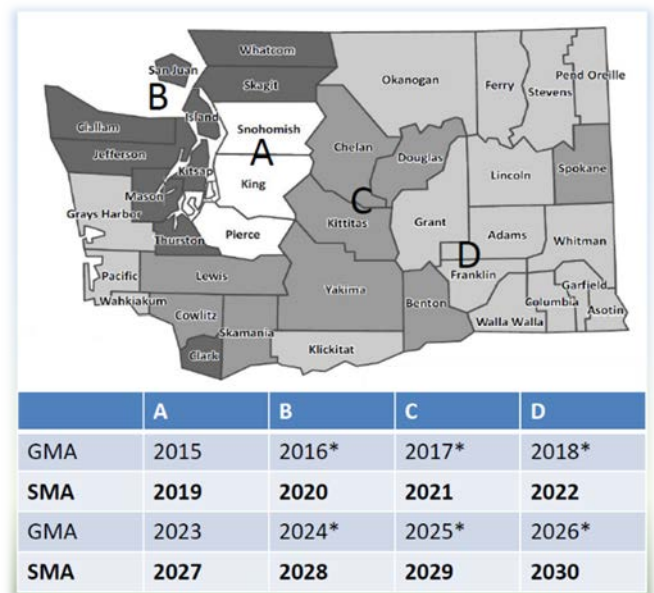 Whatcom
San Juan
Skagit
Okanogan
Ferry
Stevens
Pend Oreille
B
Island
Clallam
Snohomish
Jefferson
A
Chelan
Douglas
Kitsap
Lincoln
Spokane
Mason
King
Grays Harbor
C
Kittitas
Grant
Adams
Whitman
Thurston
Pierce
D
Pacific
Lewis
Franklin
Garfield
Wahkiakum
Yakima
Benton
Columbia
Asotin
Cowlitz
Skamania
Walla Walla
Clark
Klickitat
A B C D
GMA 2015 2016* 2017* 2018*
SMA 2019 2020 2021 2022
GMA 2023 2024* 2025* 2026*
SMA 2027 2028 2029 2030